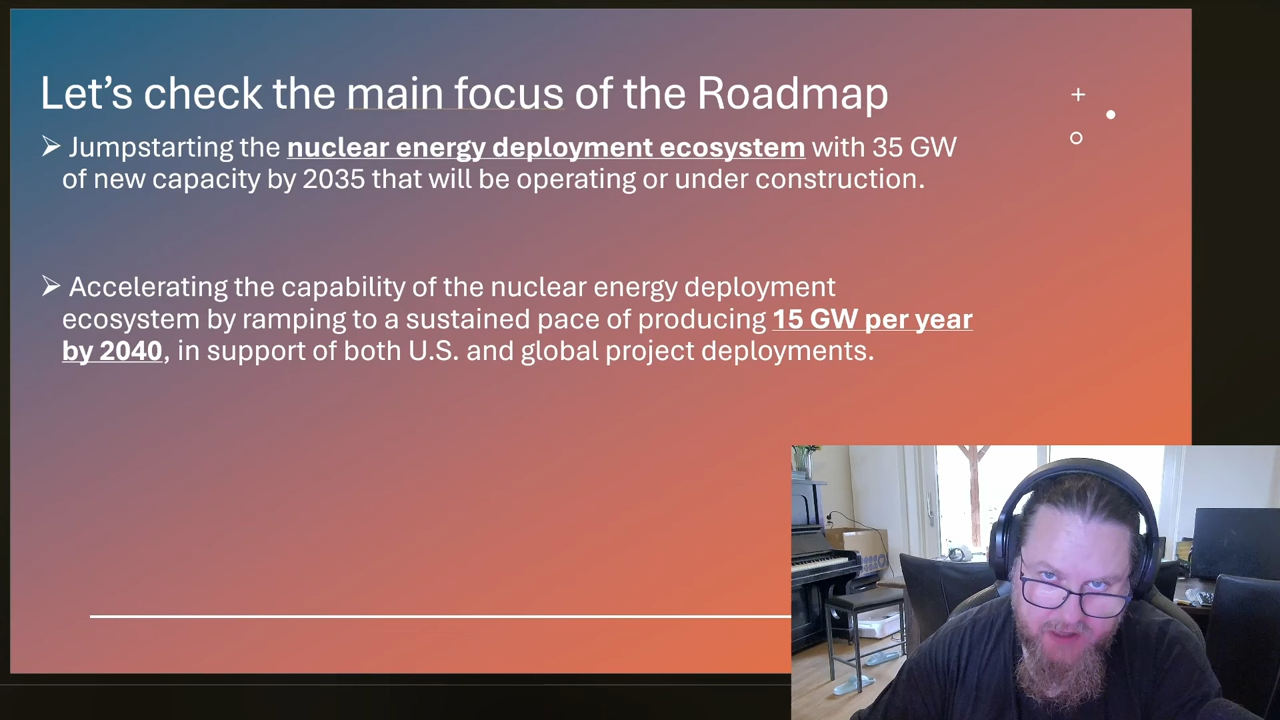 Let's check the main focus of the Roadmap
Jumpstarting the nuclear energy deployment ecosystem with 35 GW
of new capacity by 2035 that will be operating or under construction.
Accelerating the capability of the nuclear energy deployment
ecosystem by ramping to a sustained pace of producing 15 GW per year
by 2040, in support of both U.S. and global project deployments.